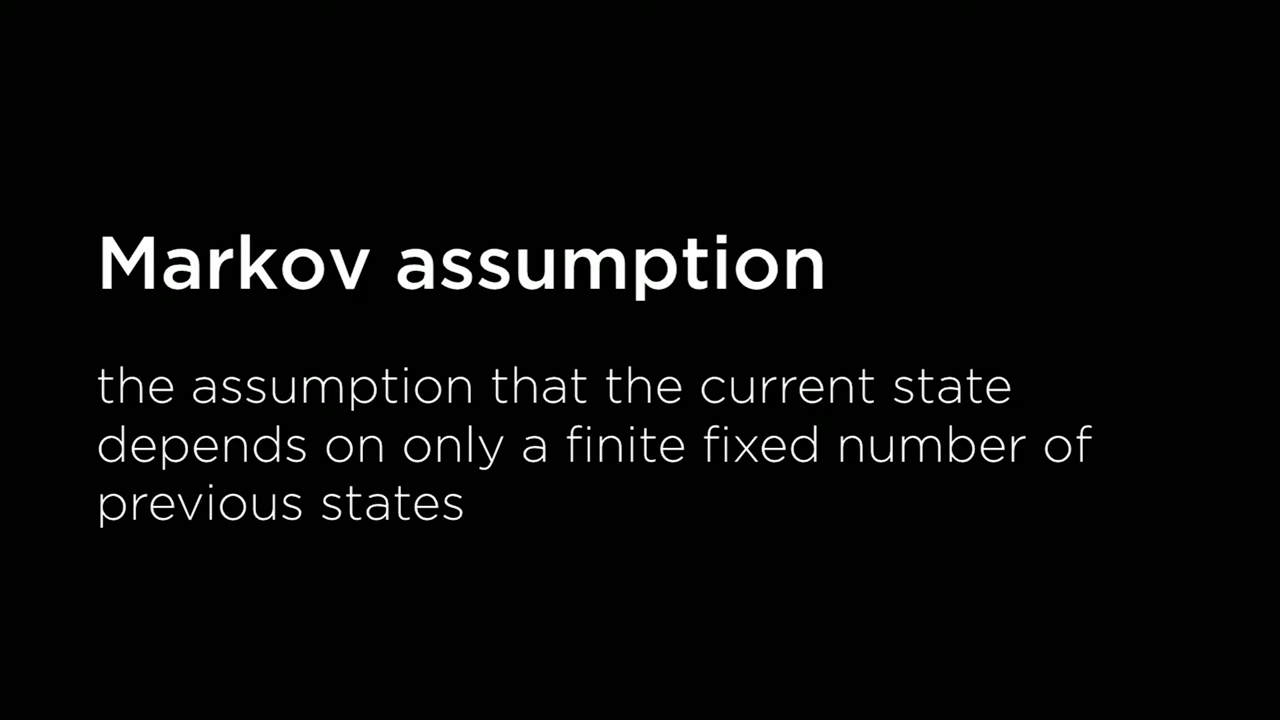 Markov assumption
the assumption that the current state
depends on only a finite fixed number of
previous states